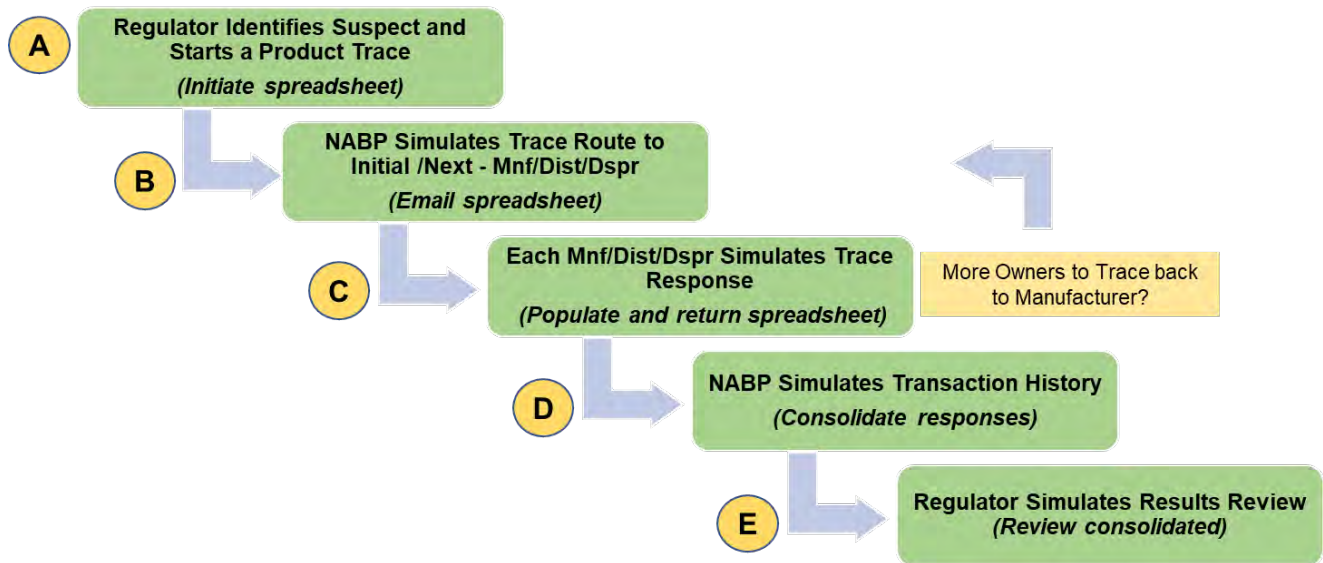 A
Regulator Identifies Suspect and
Starts a Product Trace
(Initiate spreadsheet)
B
NABP Simulates Trace Route to
Initial /Next - Mnf/Dist/Dspr
(Email spreadsheet)
C
Each Mnf/Dist/Dspr Simulates Trace
Response
(Populate and return spreadsheet)
More Owners to Trace back
to Manufacturer?
D
NABP Simulates Transaction History
(Consolidate responses)
E
Regulator Simulates Results Review
(Review consolidated)